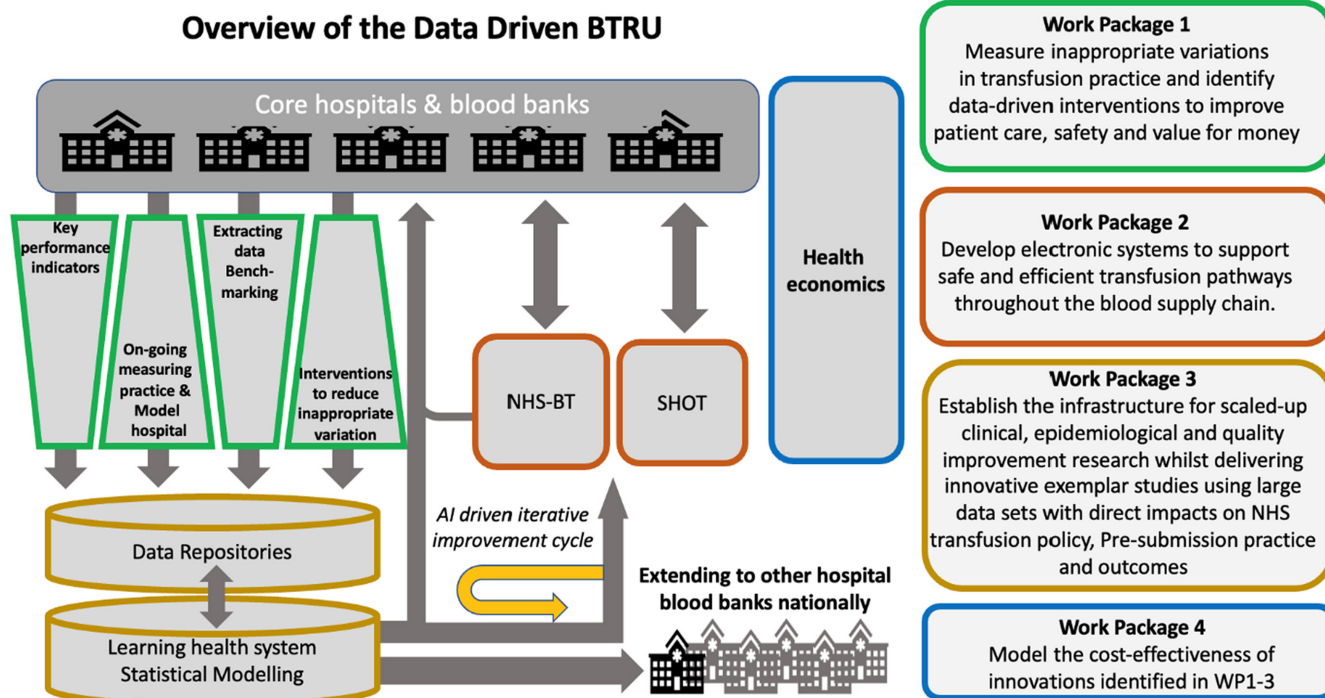 Overview of the Data Driven BTRU
Core hospitals & blood banks
Key
performance
indicators
On-going
measuring
practice &
Model
hospital
Extracting
data
Bench-
marking
Interventions
to reduce
inappropriate
variation
NHS-BT
SHOT
Health
economics
Data Repositories
Learning health system
Statistical Modelling
AI driven iterative
improvement cycle
Extending to other hospital
blood banks nationally
Work Package 1
Measure inappropriate variations
in transfusion practice and identify
data-driven interventions to improve
patient care, safety and value for money
Work Package 2
Develop electronic systems to support
safe and efficient transfusion pathways
throughout the blood supply chain.
Work Package 3
Establish the infrastructure for scaled-up
clinical, epidemiological and quality
improvement research whilst delivering
innovative exemplar studies using large
data sets with direct impacts on NHS
transfusion policy, Pre-submission practice
and outcomes
Work Package 4
Model the cost-effectiveness of
innovations identified in WP1-3